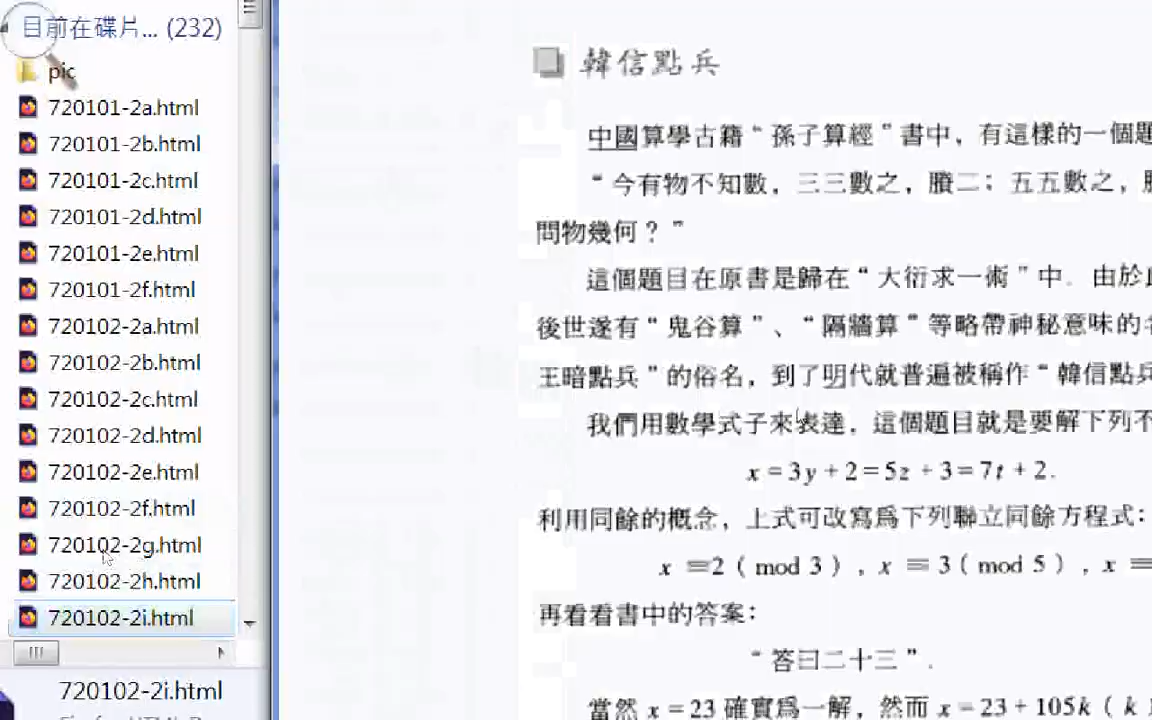 目前在碟片... (232)
pic
720101-2a.html
720101-2b.html
720101-2c.html
720101-2d.html
720101-2e.html
720101-2f.html
720102-2a.html
720102-2b.html
720102-2c.html
720102-2d.html
720102-2e.html
720102-2f.html
720102-2g.html
720102-2h.html
720102-2i.html
720102-2i.html
韓信點兵
中國算學古籍“孫子算經”書中，有這樣的一個題
“今有物不知數，三三數之，賸二；五五數之，
問物幾何？”
這個題目在原書是歸在“大衍求一術”中．由於
後世遂有“鬼谷算”、“隔牆算”等略帶神秘意味的
王暗點兵”的俗名，到了明代就普遍被稱作“韓信點兵
我們用數學式子來表達，這個題目就是要解下列不
x = 3y + 2 = 5z + 3 = 7t + 2.
利用同餘的概念，上式可改寫爲下列聯立同餘方程式：
x ≡2 ( mod 3 ) , x ≡ 3 ( mod 5 ) , x ≡
再看看書中的答案：
“答曰二十三”．
當然 x = 23 確實爲一解，然而 x = 23 + 105k ( k